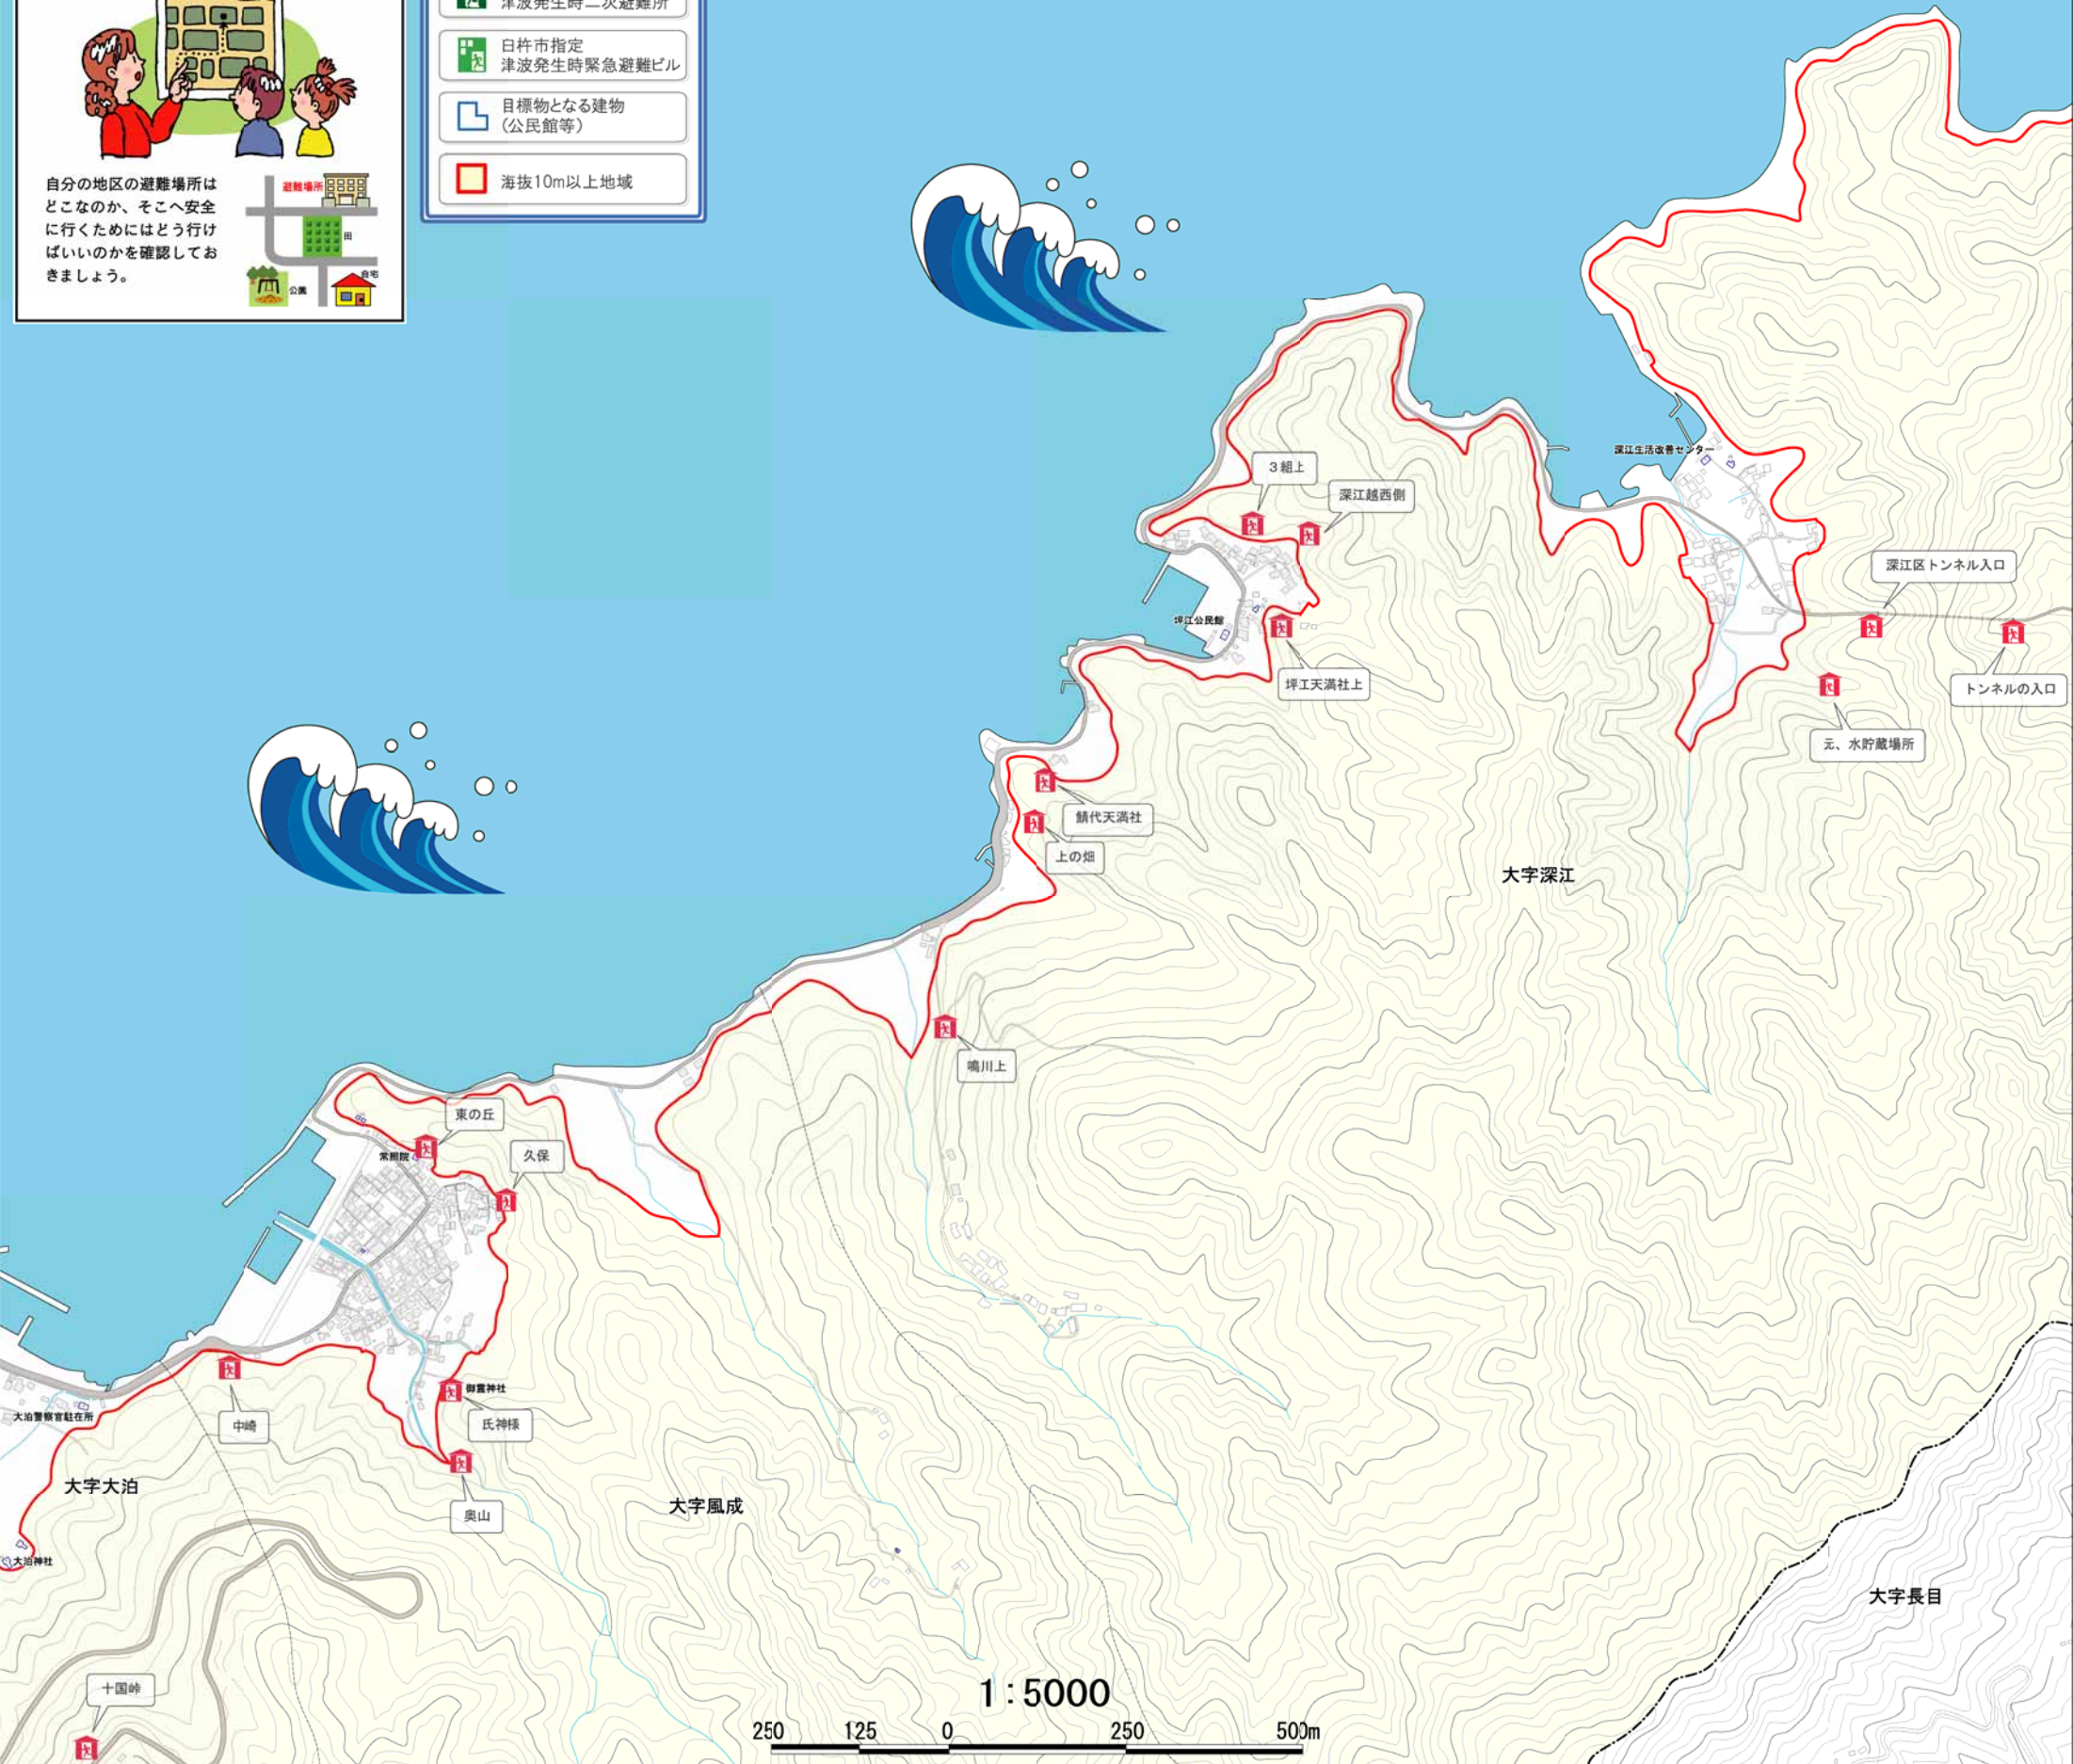 津波発生時二次避難所
臼杵市指定
津波発生時緊急避難ビル
目標物となる建物
(公民館等)
海抜10m以上地域
自分の地区の避難場所は
どこなのか、そこへ安全
に行くためにはどう行け
ばいいのかを確認してお
きましょう。
避難場所
田
自宅
公園
深江生活改善センター
3組上
深江越西側
深江区トンネル入口
坪江公民館
坪江天満社上
トンネルの入口
元、水貯蔵場所
鯖代天満社
上の畑
大字深江
鳴川上
東の丘
常照院
久保
御霊神社
氏神様
大泊警察官駐在所
中崎
大字大泊
大字風成
奥山
大泊神社
大字長目
十国峠
1:5000
250 125 0 250 500m